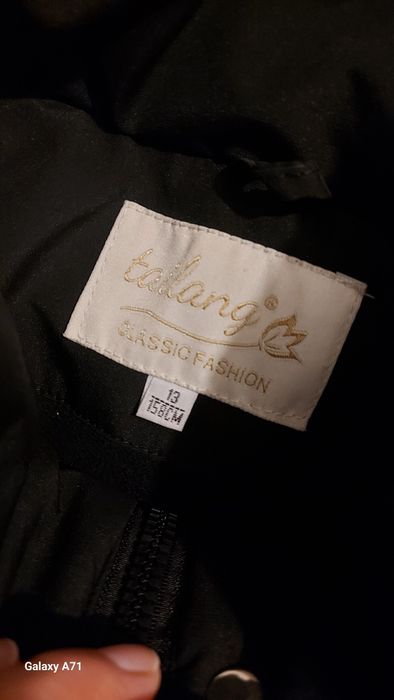 tailang®
CLASSIC FASHION
13
158CM
Galaxy A71